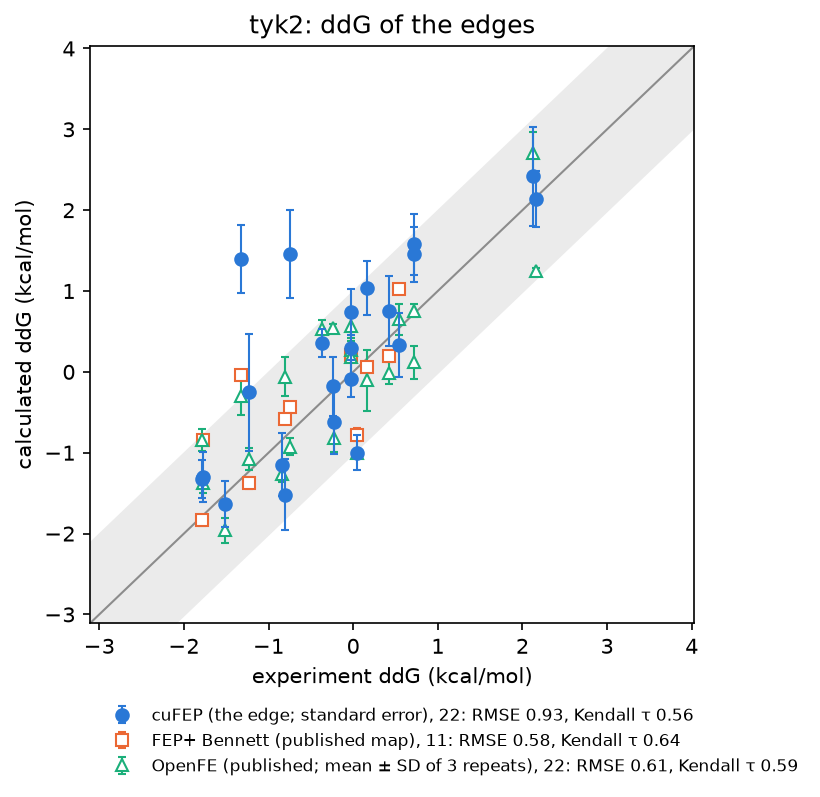 tyk2: ddG of the edges
calculated ddG (kcal/mol)
4
3
2
1
0
−1
−2
−3
−3 −2 −1 0 1 2 3 4
experiment ddG (kcal/mol)
cuFEP (the edge; standard error), 22: RMSE 0.93, Kendall τ 0.56
FEP+ Bennett (published map), 11: RMSE 0.58, Kendall τ 0.64
OpenFE (published; mean ± SD of 3 repeats), 22: RMSE 0.61, Kendall τ 0.59